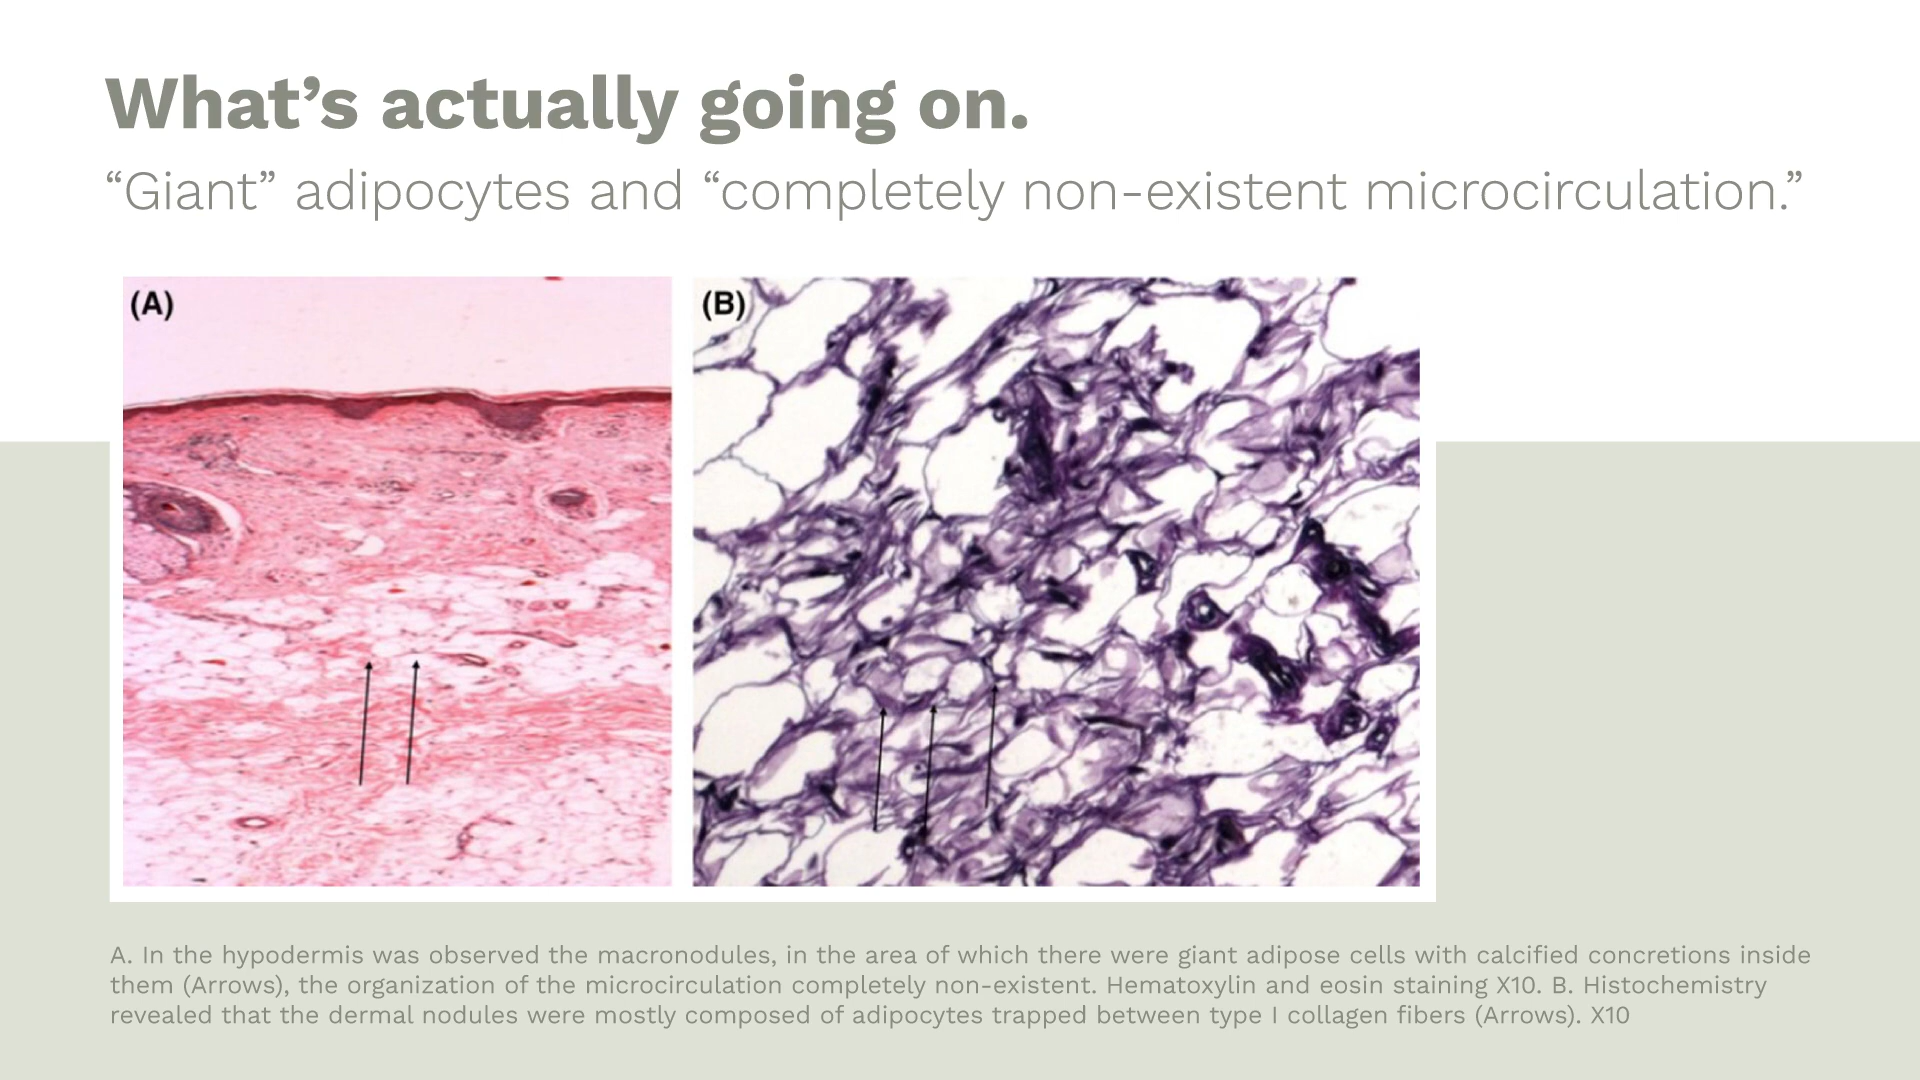 What’s actually going on.
“Giant” adipocytes and “completely non-existent microcirculation.”
(A)
(B)
A. In the hypodermis was observed the macronodules, in the area of which there were giant adipose cells with calcified concretions inside
them (Arrows), the organization of the microcirculation completely non-existent. Hematoxylin and eosin staining X10. B. Histochemistry
revealed that the dermal nodules were mostly composed of adipocytes trapped between type I collagen fibers (Arrows). X10